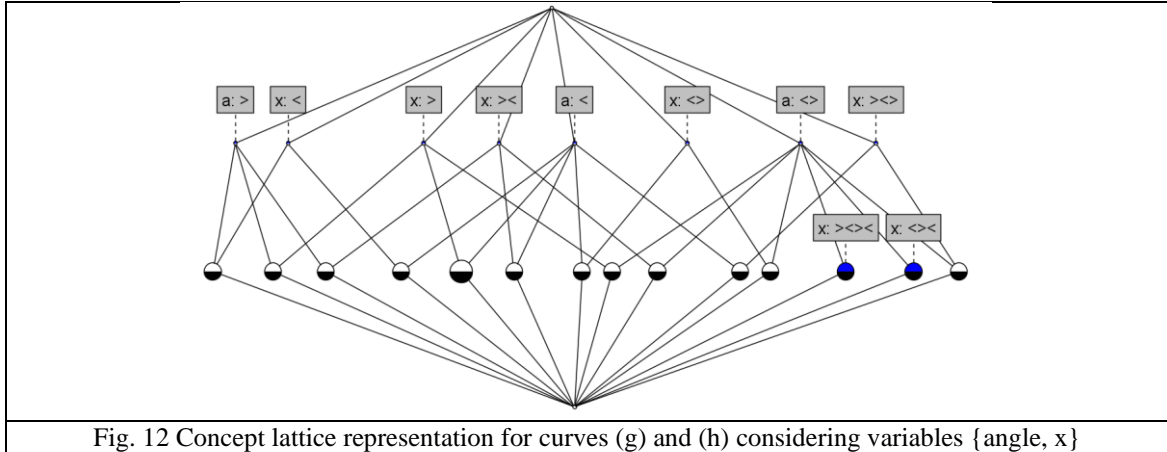 a: > x: < x: > x: >< a: < x: <> a: <> x: ><>
x: ><>< x: <><
Fig. 12 Concept lattice representation for curves (g) and (h) considering variables {angle, x}